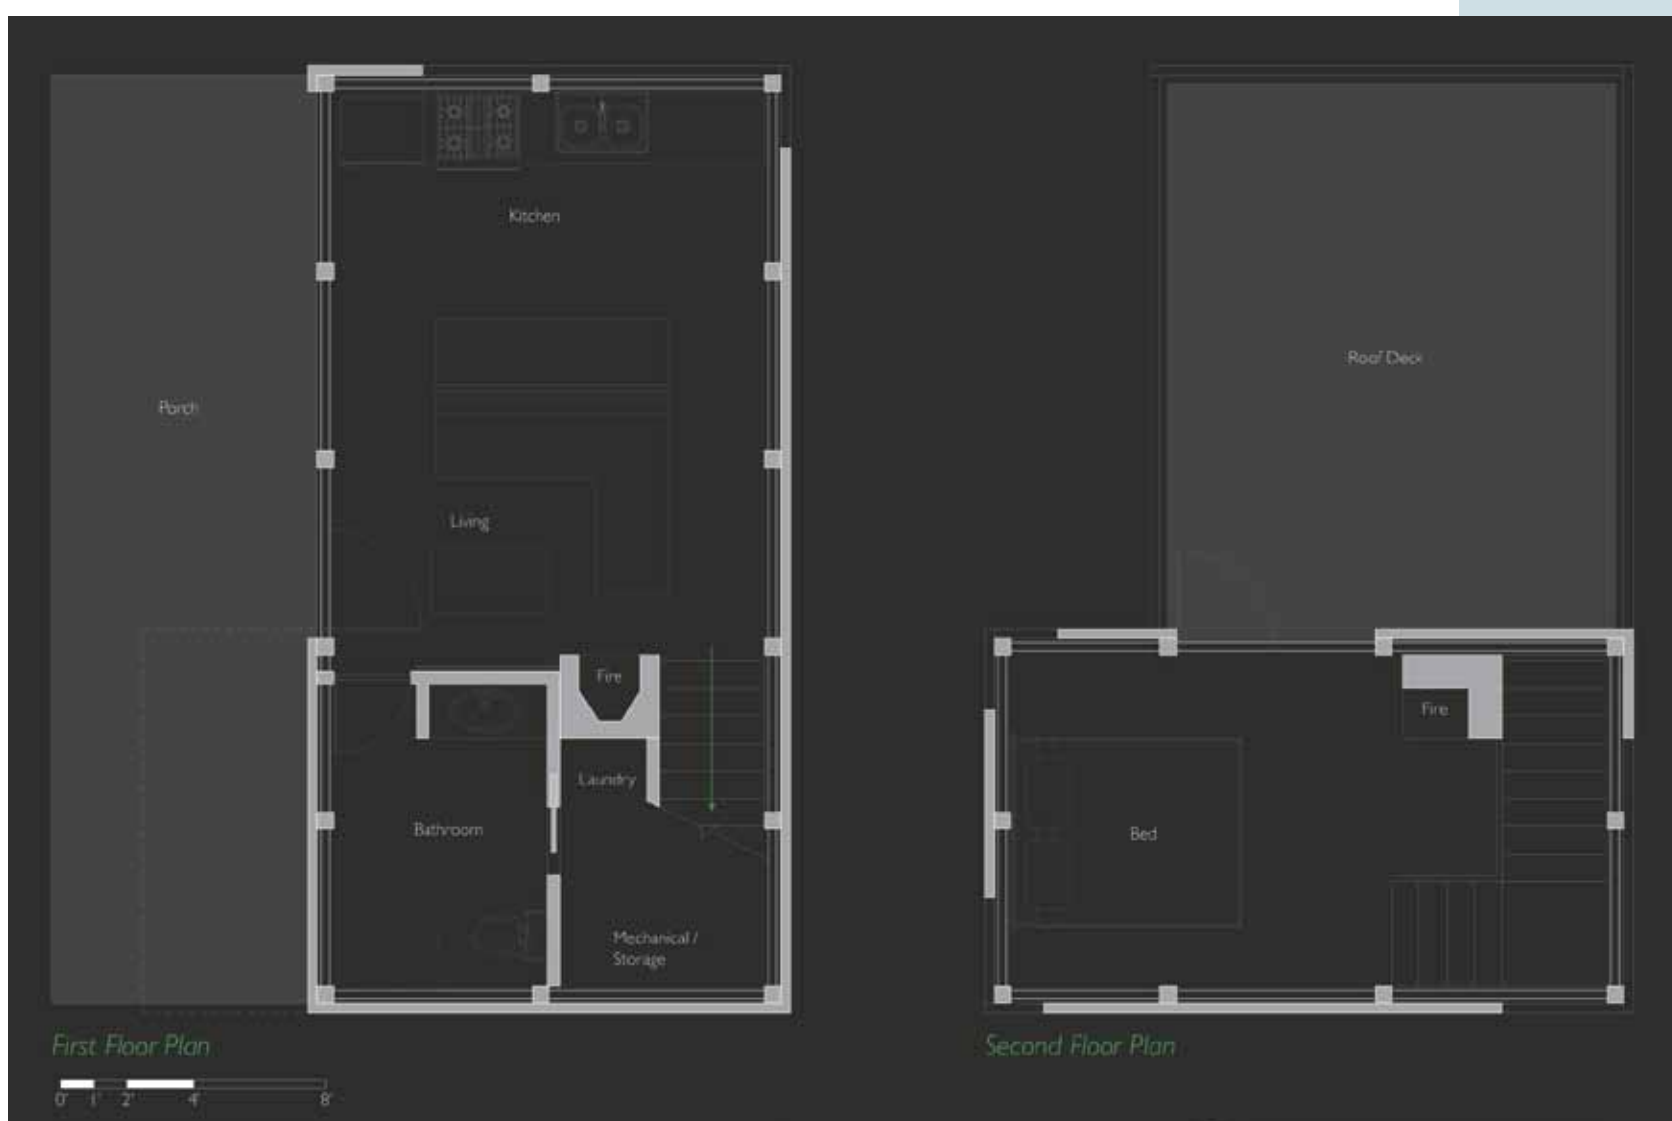 Kitchen
Porch
Living
Fire
Laundry
Bathroom
Mechanical /
Storage
First Floor Plan
0' 1' 2' 4' 8'
Roof Deck
Fire
Bed
Second Floor Plan